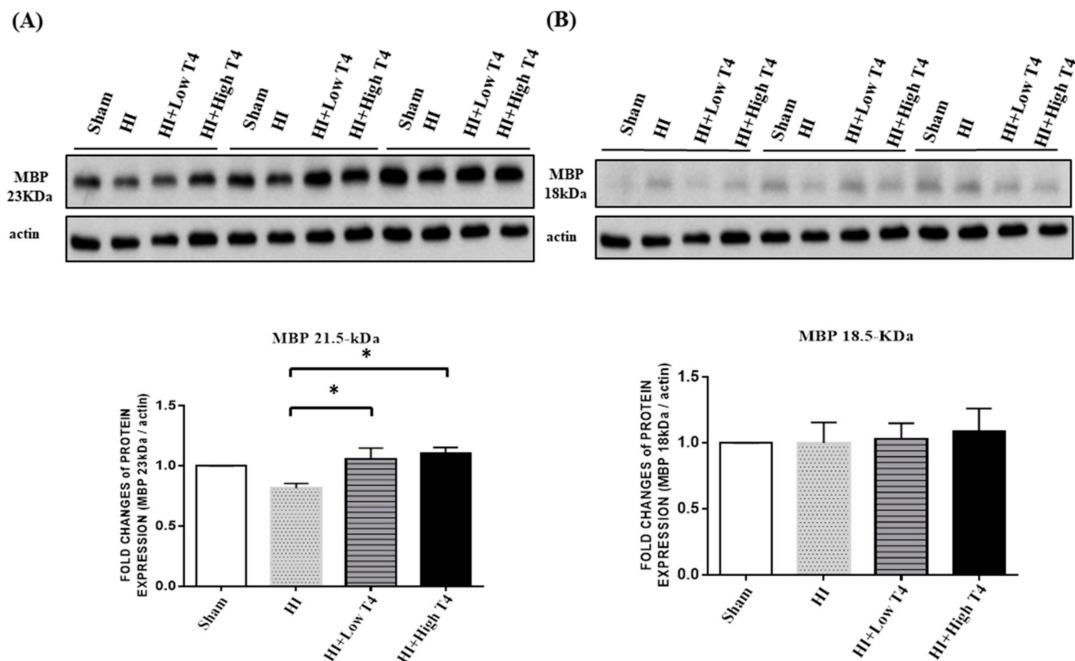 (A)
Sham
HI
HI+Low T4
HI+High T4
Sham
HI
HI+Low T4
HI+High T4
Sham
HI
HI+Low T4
HI+High T4
MBP
23KDa
actin
(B)
Sham
HI
HI+Low T4
HI+High T4
Sham
HI
HI+Low T4
HI+High T4
Sham
HI
HI+Low T4
HI+High T4
MBP
18kDa
actin
MBP 21.5-kDa
*
*
FOLD CHANGES of PROTEIN
EXPRESSION (MBP 23kDa / actin)
1.5
1.0
0.5
0.0
Sham
HI
HI+Low T4
HI+High T4
MBP 18.5-KDa
FOLD CHANGES of PROTEIN
EXPRESSION (MBP 18kDa / actin)
1.5
1.0
0.5
0.0
Sham
HI
HI+Low T4
HI+High T4